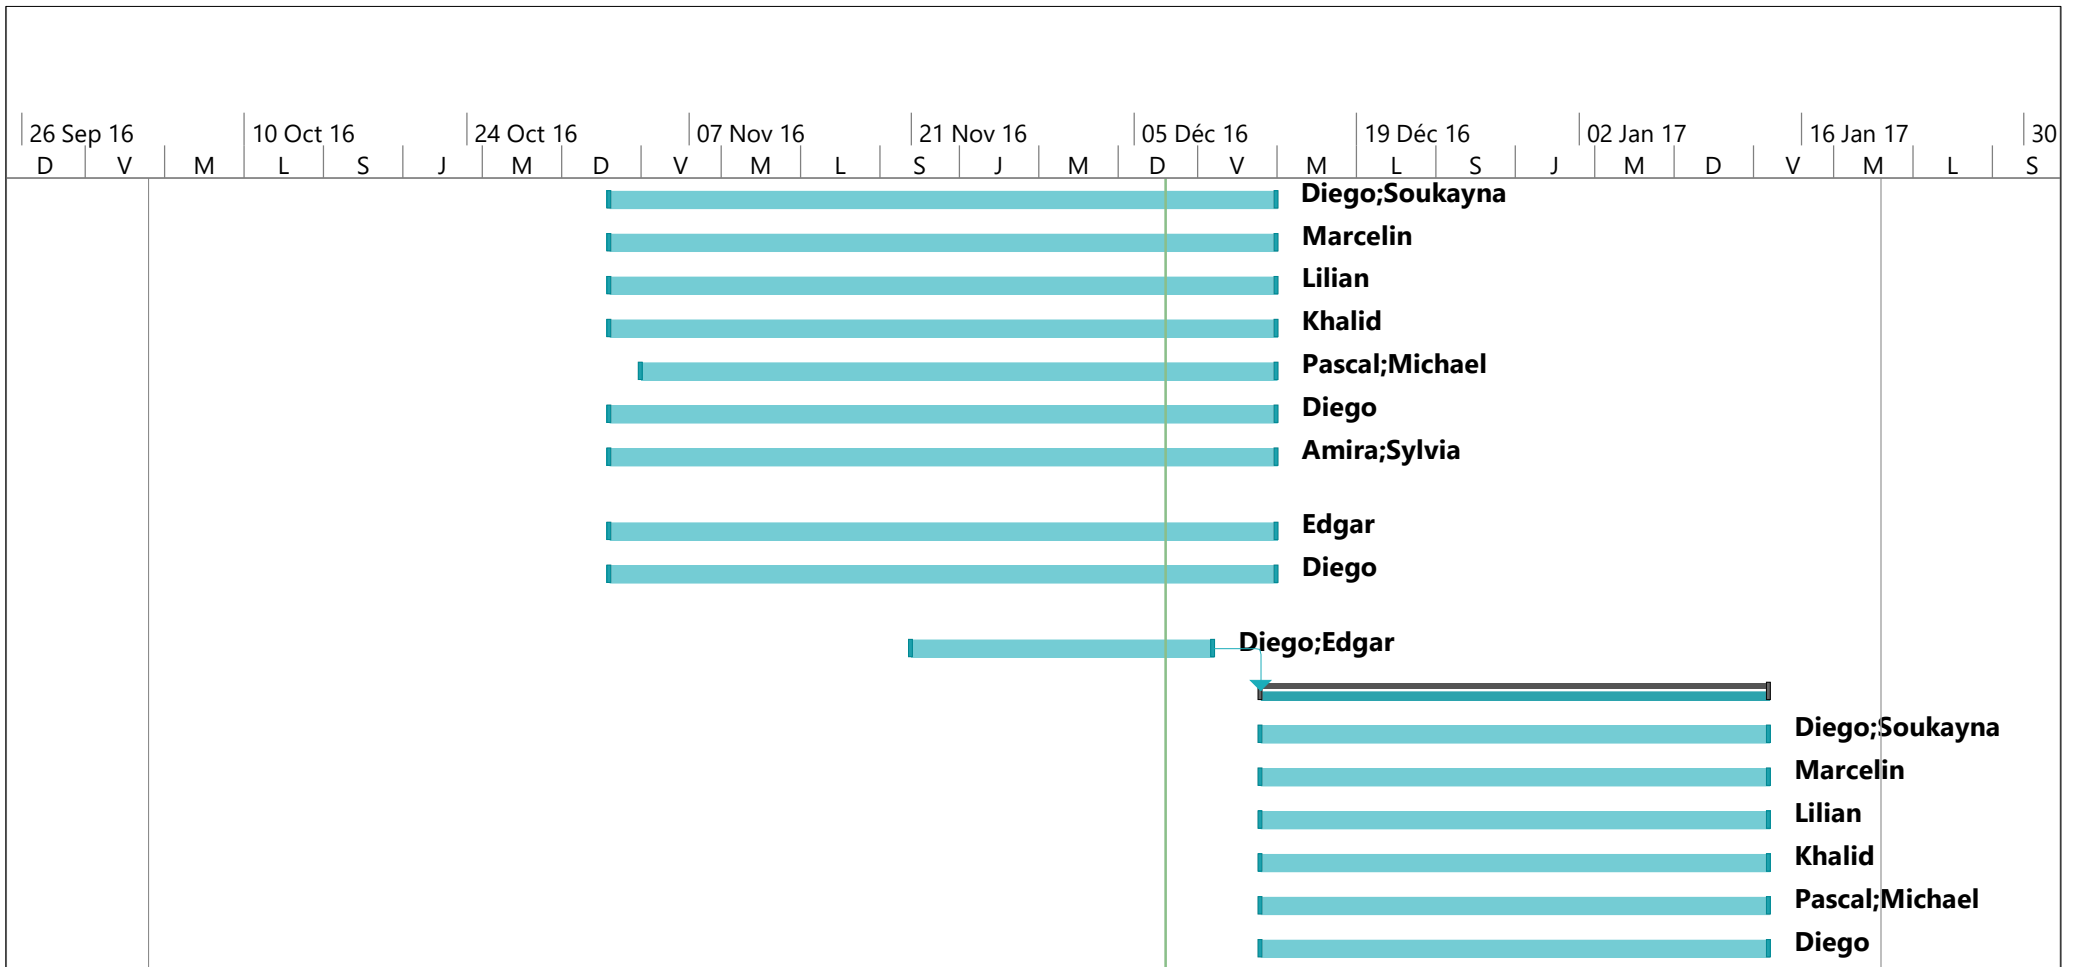 26 Sep 16 10 Oct 16 24 Oct 16 07 Nov 16 21 Nov 16 05 Déc 16 19 Déc 16 02 Jan 17 16 Jan 17 30
D V M L S J M D V M L S J M D V M L S J M D V M L S
Diego;Soukayna
Marcelin
Lilian
Khalid
Pascal;Michael
Diego
Amira;Sylvia
Edgar
Diego
Diego;Edgar
Diego;Soukayna
Marcelin
Lilian
Khalid
Pascal;Michael
Diego